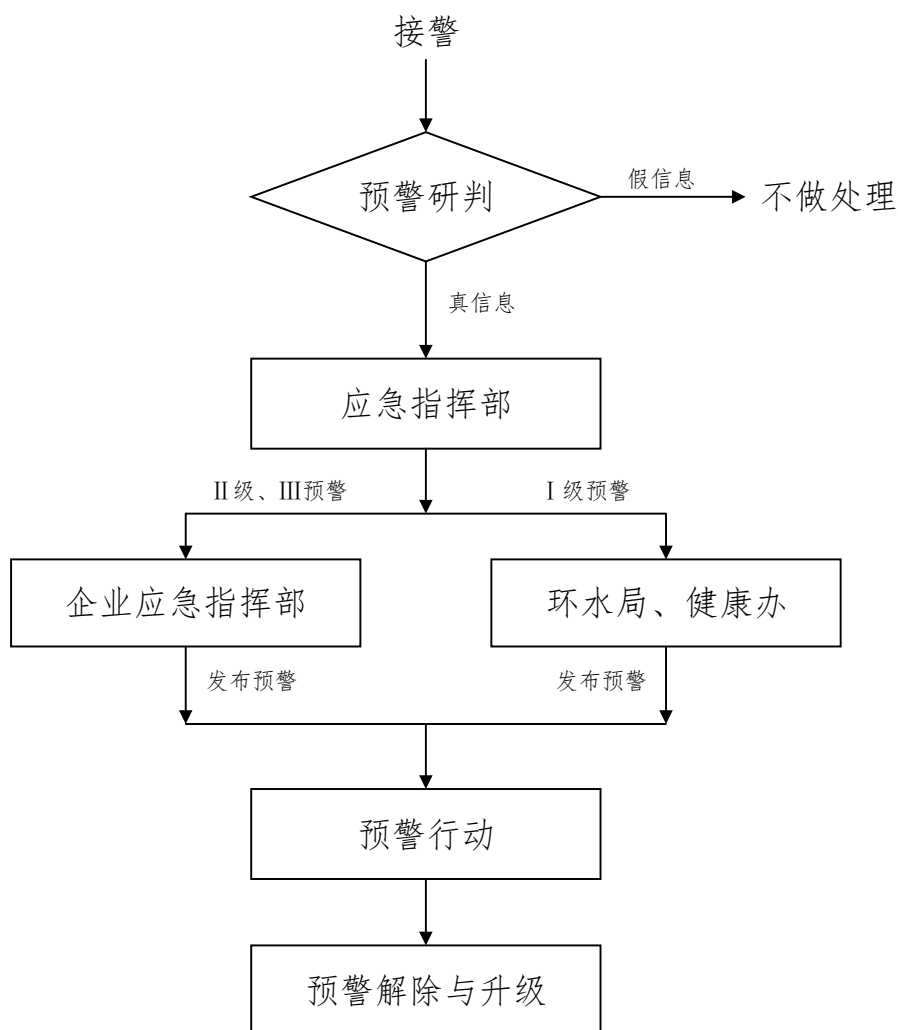 接警
预警研判
假信息
不做处理
真信息
应急指挥部
Ⅱ级、Ⅲ预警
Ⅰ级预警
企业应急指挥部
环水局、健康办
发布预警
发布预警
预警行动
预警解除与升级